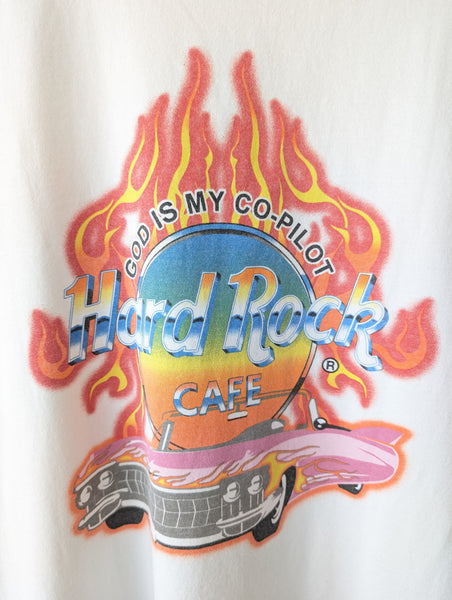 GOD IS MY CO-PILOT
Hard Rock
®
CAFE